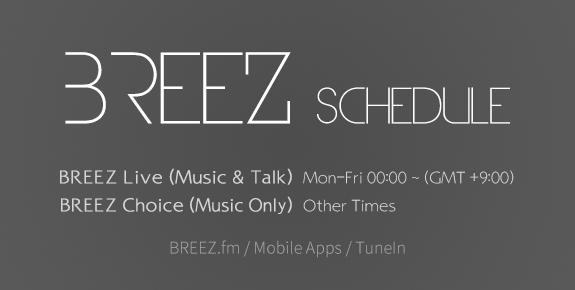 BREEZ SCHEDULE
BREEZ Live (Music & Talk) Mon-Fri 00:00 ~ (GMT +9:00)
BREEZ Choice (Music Only) Other Times
BREEZ.fm / Mobile Apps / TuneIn